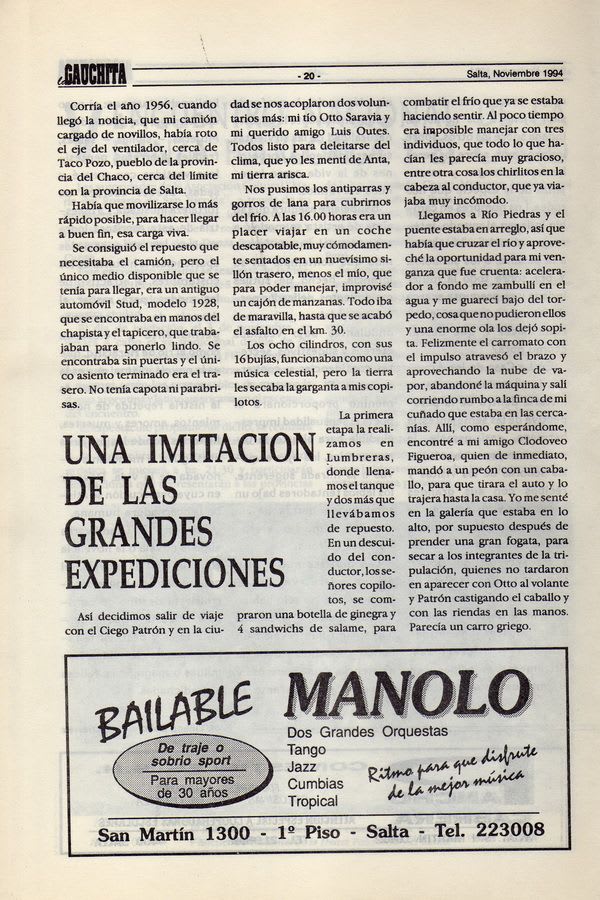 la GAUCHITA
- 20 -
Salta, Noviembre 1994
Corría el año 1956, cuando
llegó la noticia, que mi camión
cargado de novillos, había roto
el eje del ventilador, cerca de
Taco Pozo, pueblo de la provin-
cia del Chaco, cerca del límite
con la provincia de Salta.
Había que movilizarse lo más
rápido posible, para hacer llegar
a buen fin, esa carga viva.
Se consiguió el repuesto que
necesitaba el camión, pero el
único medio disponible que se
tenía para llegar, era un antiguo
automóvil Stud, modelo 1928,
que se encontraba en manos del
chapista y el tapicero, que traba-
jaban para ponerlo lindo. Se
encontraba sin puertas y el úni-
co asiento terminado era el tra-
sero. No tenía capota ni parabri-
sas.
UNA IMITACION
DE LAS
GRANDES
EXPEDICIONES
Así decidimos salir de viaje
con el Ciego Patrón y en la ciu-
dad se nos acoplaron dos volun-
tarios más: mi tío Otto Saravia y
mi querido amigo Luis Outes.
Todos listo para deleitarse del
clima, que yo les mentí de Anta,
mi tierra arisca.
Nos pusimos los antiparras y
gorros de lana para cubrirnos
del frío. A las 16.00 horas era un
placer viajar en un coche
descapotable, muy cómodamen-
te sentados en un nuevísimo si-
llón trasero, menos el mío, que
para poder manejar, improvisé
un cajón de manzanas. Todo iba
de maravilla, hasta que se acabó
el asfalto en el km. 30.
Los ocho cilindros, con sus
16 bujías, funcionaban como una
música celestial, pero la tierra
les secaba la garganta a mis copi-
lotos.
La primera
etapa la reali-
zamos en
Lumbreras,
donde llena-
mos el tanque
y dos más que
llevábamos
de repuesto.
En un descui-
do del con-
ductor, los se-
ñores copilo-
tos, se com-
praron una botella de ginegra y
4 sandwichs de salame, para
combatir el frío que ya se estaba
haciendo sentir. Al poco tiempo
era imposible manejar con tres
individuos, que todo lo que ha-
cían les parecía muy gracioso,
entre otra cosa los chirlitos en la
cabeza al conductor, que ya via-
jaba muy incómodo.
Llegamos a Río Piedras y el
puente estaba en arreglo, así que
había que cruzar el río y aprove-
ché la oportunidad para mi ven-
ganza que fue cruenta: acelera-
dor a fondo me zambullí en el
agua y me guarecí bajo del tor-
pedo, cosa que no pudieron ellos
y una enorme ola los dejó sopi-
ta. Felizmente el carromato con
el impulso atravesó el brazo y
aprovechando la nube de va-
por, abandoné la máquina y salí
corriendo rumbo a la finca de mi
cuñado que estaba en las cerca-
nías. Allí, como esperándome,
encontré a mi amigo Clodoveo
Figueroa, quien de inmediato,
mandó a un peón con un caba-
llo, para que tirara el auto y lo
trajera hasta la casa. Yo me senté
en la galería que estaba en lo
alto, por supuesto después de
prender una gran fogata, para
secar a los integrantes de la tri-
pulación, quienes no tardaron
en aparecer con Otto al volante
y Patrón castigando el caballo y
con las riendas en las manos.
Parecía un carro griego.
BAILABLE
MANOLO
De traje o
sobrio sport
Para mayores
de 30 años
Dos Grandes Orquestas
Tango
Jazz
Cumbias
Tropical
Ritmo para que disfrute
de la mejor música
San Martín 1300 - 1º Piso - Salta - Tel. 223008